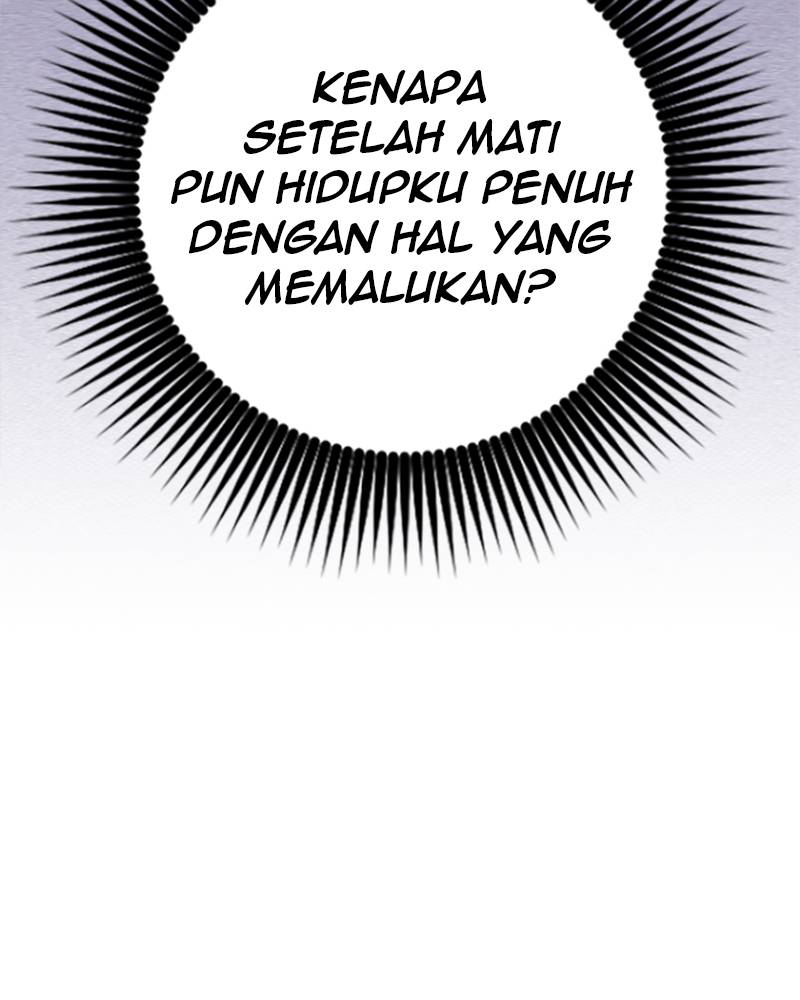 KENAPA
SETELAH MATI
PUN HIDUPKU PENUH
DENGAN HAL YANG
MEMALUKAN?